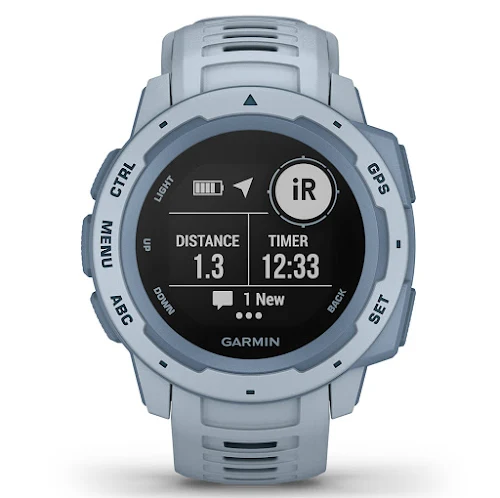 CTRL
LIGHT
GPS
iR
MENU
UP
DISTANCE
TIMER
1.3
12:33
1 New
ABC
DOWN
BACK
SET
GARMIN